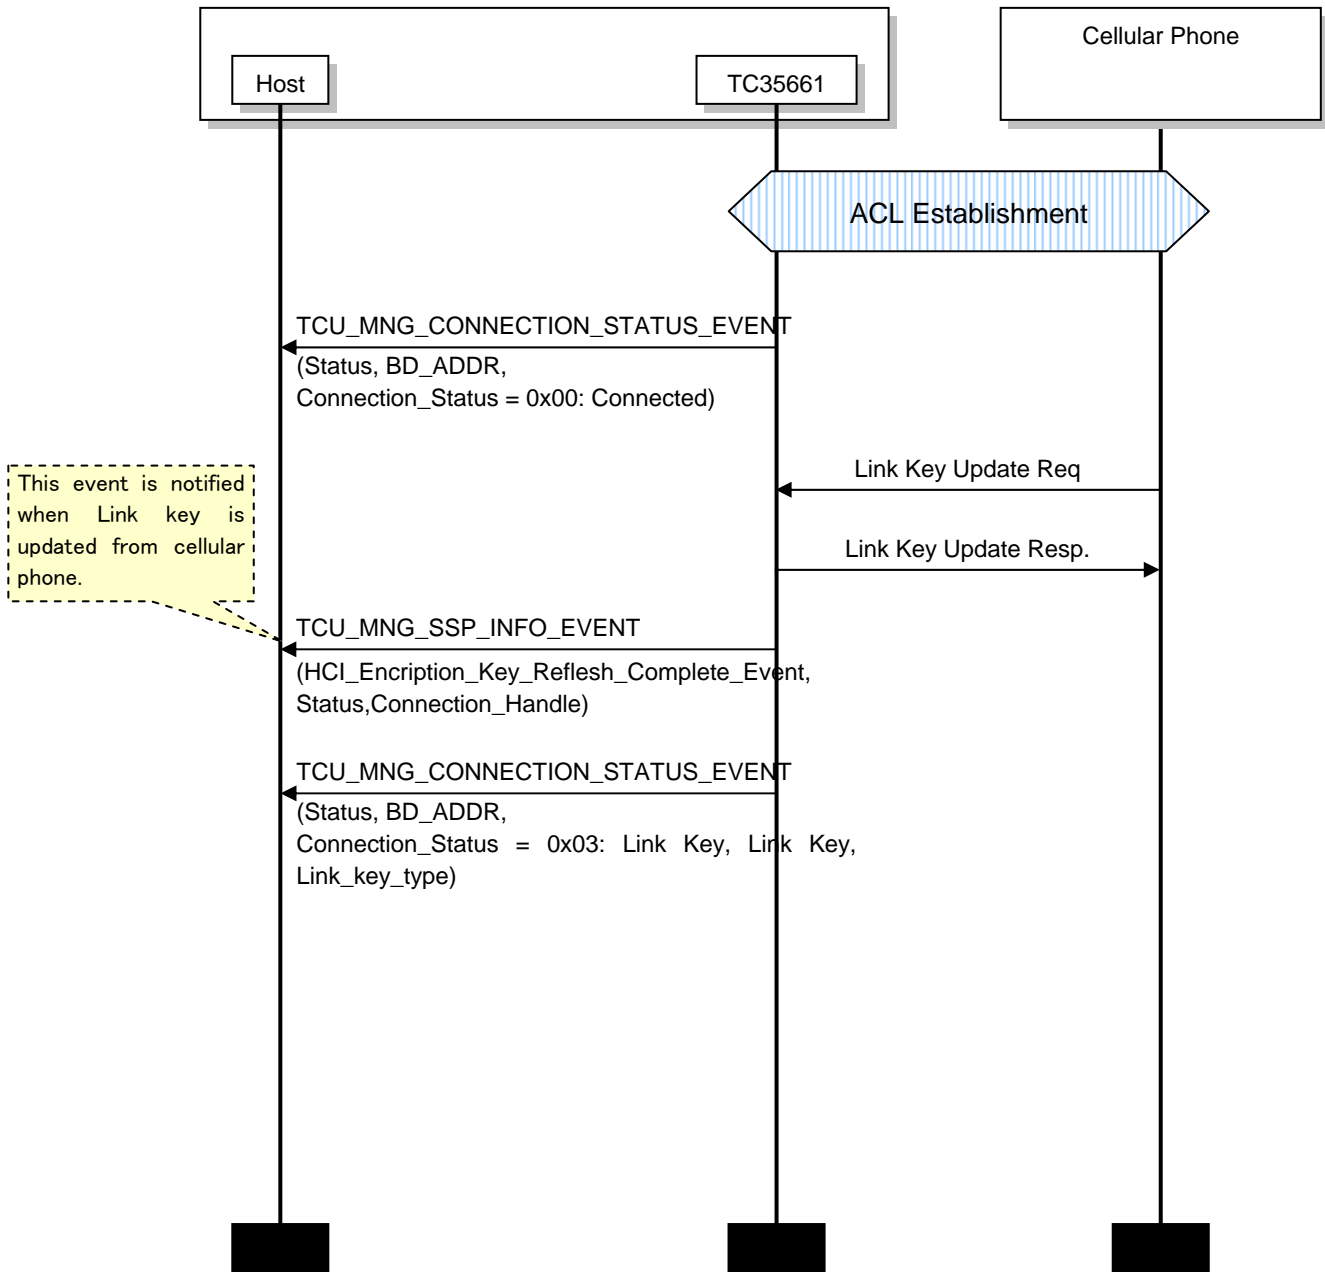 Cellular Phone
Host
TC35661
ACL Establishment
TCU_MNG_CONNECTION_STATUS_EVENT
(Status, BD_ADDR,
Connection_Status = 0x00: Connected)
Link Key Update Req
This event is notified
when Link key is
updated from cellular
phone.
Link Key Update Resp.
TCU_MNG_SSP_INFO_EVENT
(HCI_Encription_Key_Reflesh_Complete_Event,
Status,Connection_Handle)
TCU_MNG_CONNECTION_STATUS_EVENT
(Status, BD_ADDR,
Connection_Status = 0x03: Link Key, Link Key,
Link_key_type)